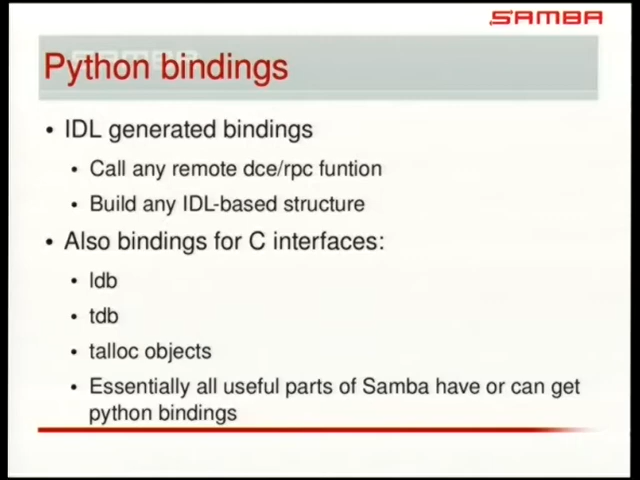 SAMBA
Python bindings
• IDL generated bindings
• Call any remote dce/rpc funtion
• Build any IDL-based structure
• Also bindings for C interfaces:
• ldb
• tdb
• talloc objects
• Essentially all useful parts of Samba have or can get
python bindings